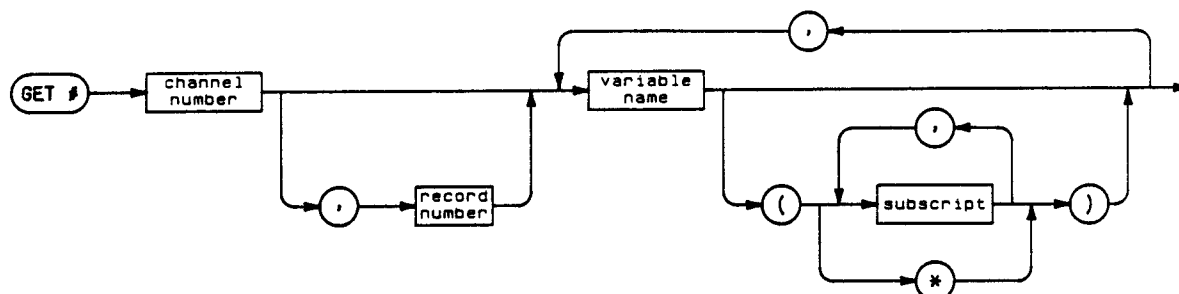 ,
GET #
channel
number
variable
name
,
,
record
number
(
subscript
)
*